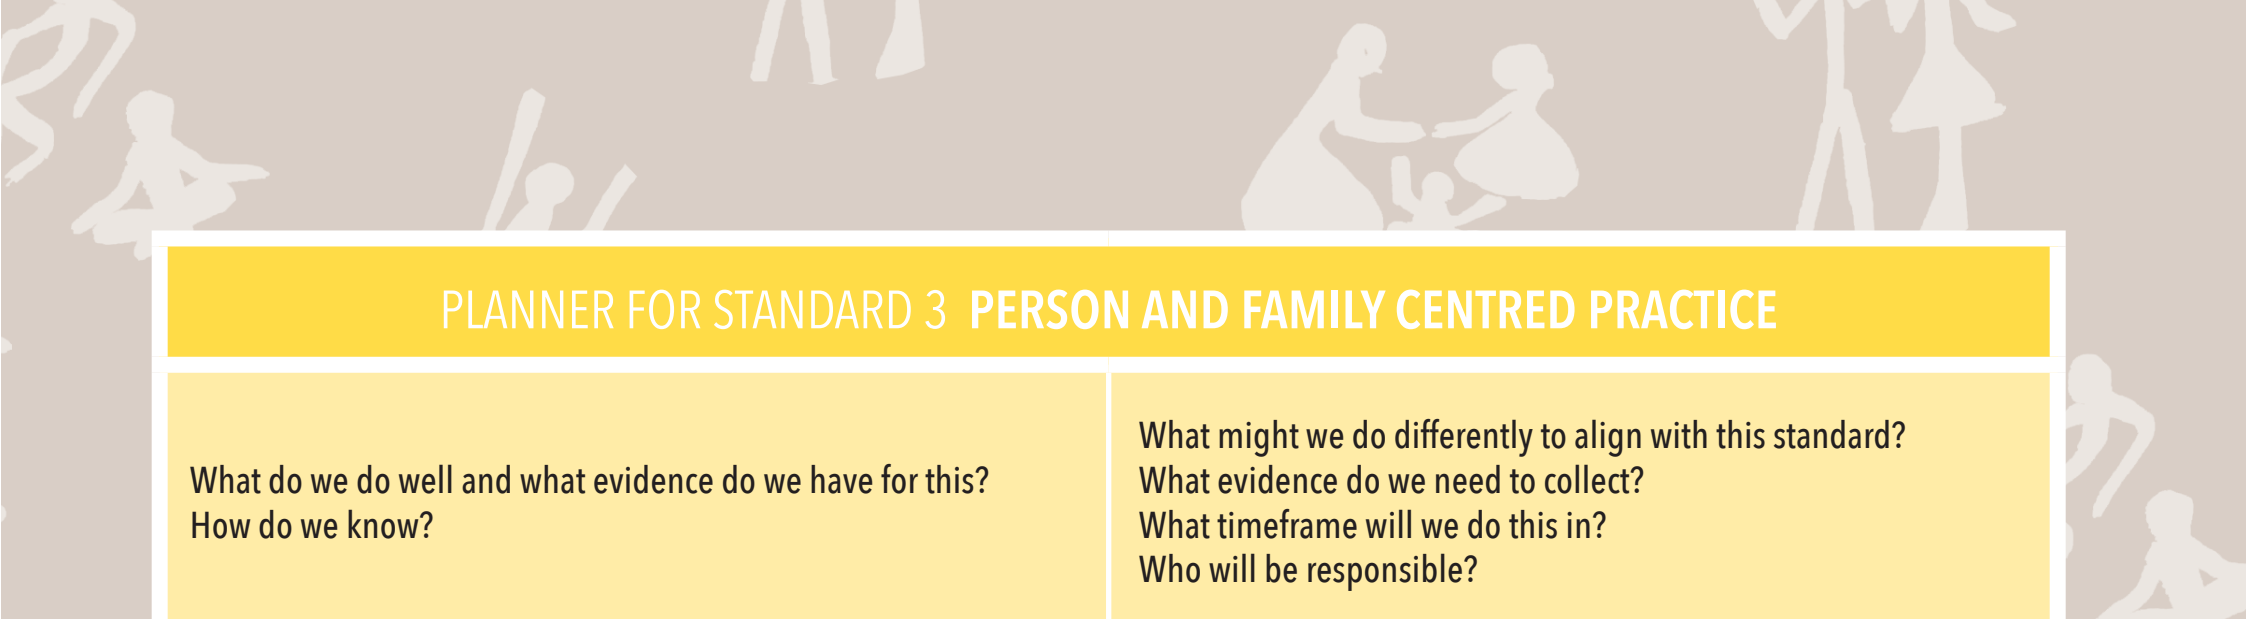 PLANNER FOR STANDARD 3 PERSON AND FAMILY CENTRED PRACTICE
What do we do well and what evidence do we have for this?
How do we know?
What might we do differently to align with this standard?
What evidence do we need to collect?
What timeframe will we do this in?
Who will be responsible?